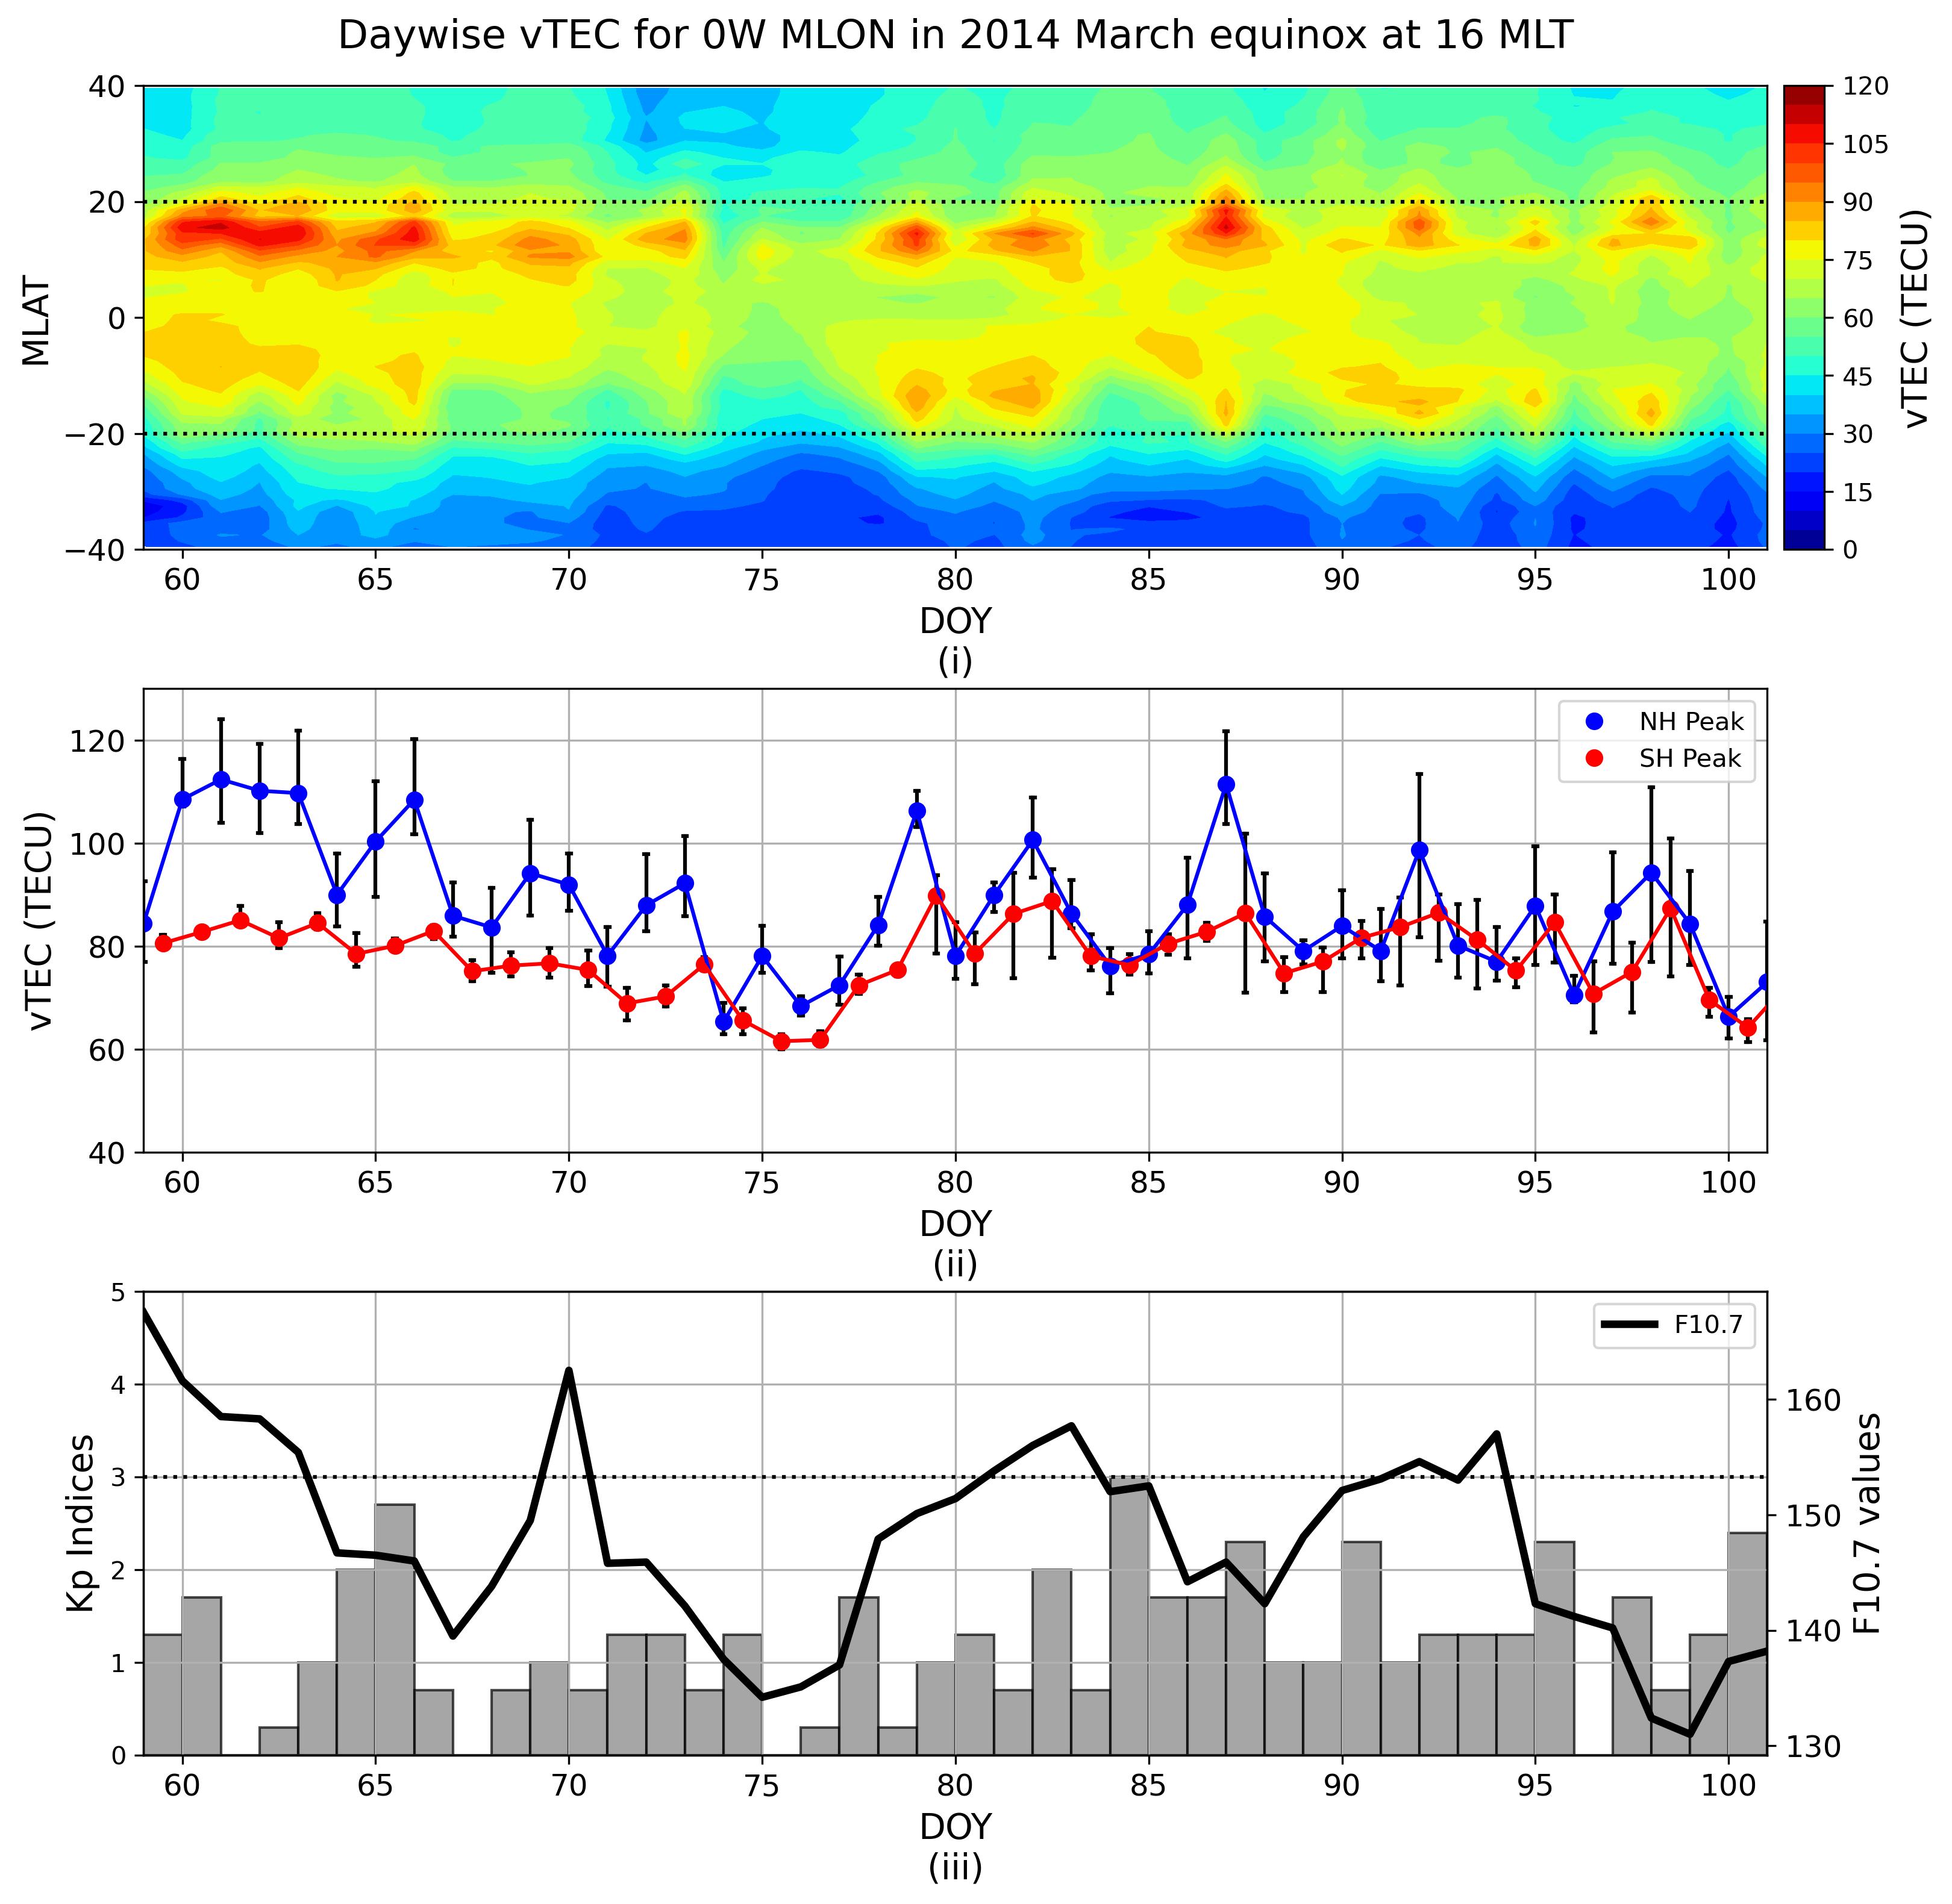 Daywise vTEC for 0W MLON in 2014 March equinox at 16 MLT
40
20
0
−20
−40
MLAT
60 65 70 75 80 85 90 95 100
DOY
(i)
120
105
90
75
60
45
30
15
0
vTEC (TECU)
120
100
80
60
40
vTEC (TECU)
NH Peak
SH Peak
60 65 70 75 80 85 90 95 100
DOY
(ii)
5
4
3
2
1
0
Kp Indices
F10.7
160
150
140
130
F10.7 values
60 65 70 75 80 85 90 95 100
DOY
(iii)